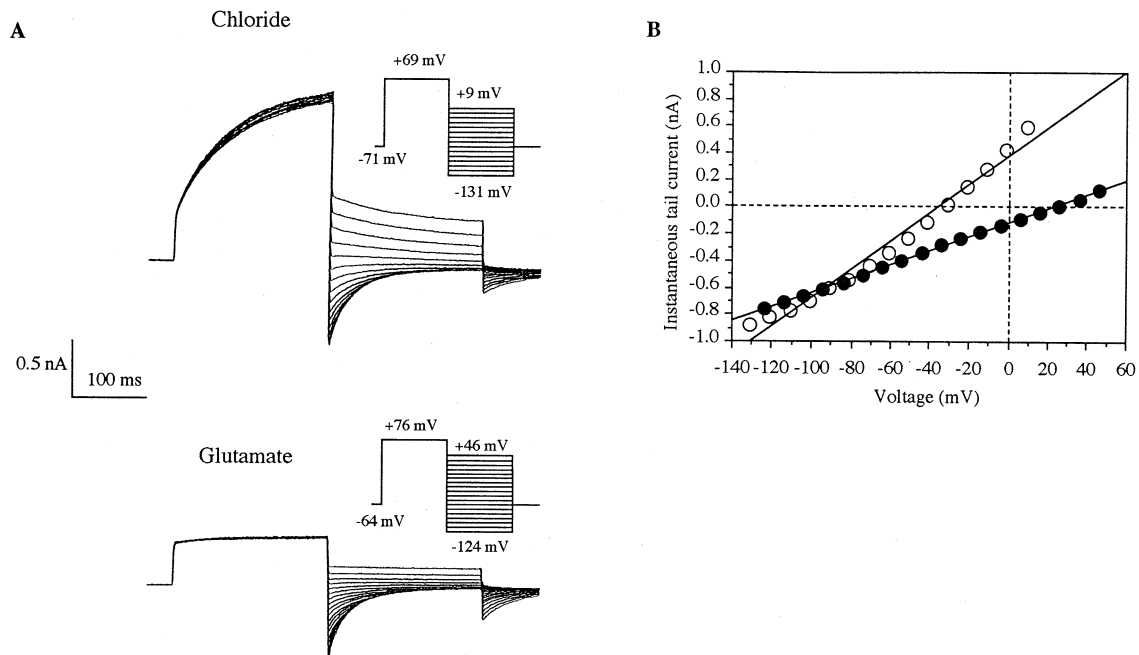 A
Chloride
+69 mV
+9 mV
-71 mV
-131 mV
0.5 nA
100 ms
Glutamate
+76 mV
+46 mV
-64 mV
-124 mV
B
Instantaneous tail current (nA)
1.0
0.8
0.6
0.4
0.2
0.0
-0.2
-0.4
-0.6
-0.8
-1.0
-140 -120 -100 -80 -60 -40 -20 0 20 40 60
Voltage (mV)